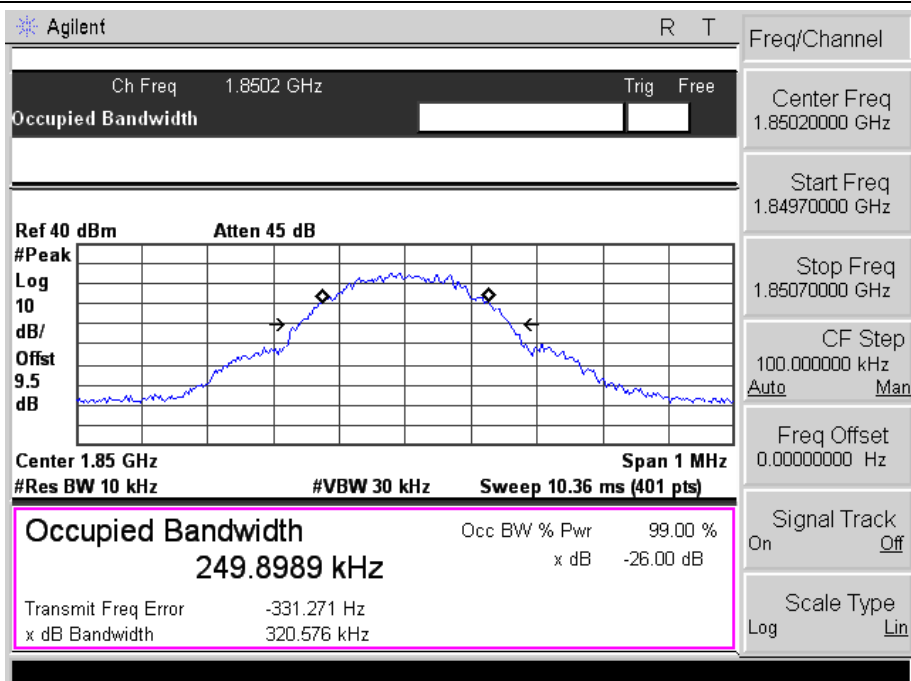 Agilent R T
Ch Freq 1.8502 GHz Trig Free
Occupied Bandwidth
Ref 40 dBm Atten 45 dB
#Peak
Log
10
dB/
Offst
9.5
dB
Center 1.85 GHz Span 1 MHz
#Res BW 10 kHz #VBW 30 kHz Sweep 10.36 ms (401 pts)
Occupied Bandwidth
249.8989 kHz
Occ BW % Pwr 99.00 %
x dB -26.00 dB
Transmit Freq Error -331.271 Hz
x dB Bandwidth 320.576 kHz
Freq/Channel
Center Freq
1.85020000 GHz
Start Freq
1.84970000 GHz
Stop Freq
1.85070000 GHz
CF Step
100.000000 kHz
Auto Man
Freq Offset
0.00000000 Hz
Signal Track
On Off
Scale Type
Log Lin